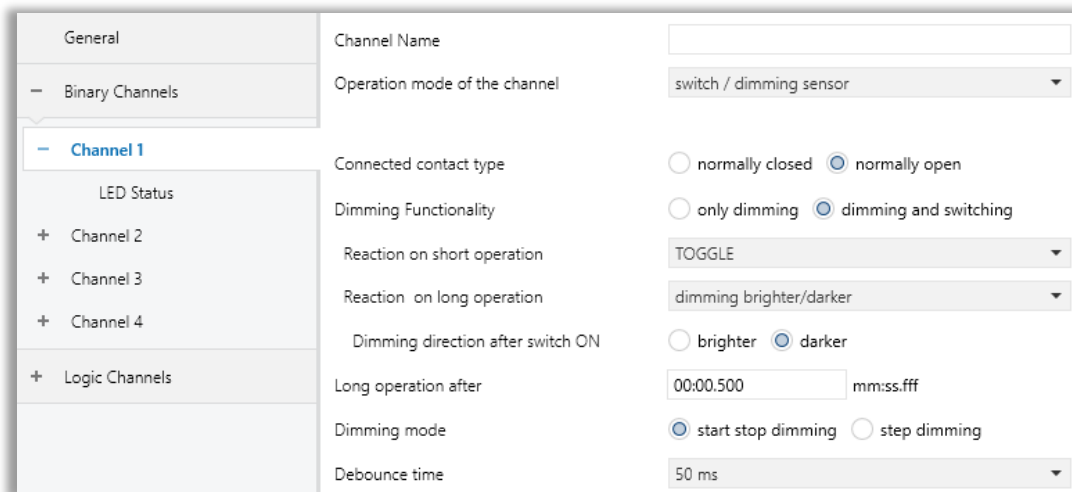 General
Binary Channels
Channel 1
LED Status
Channel 2
Channel 3
Channel 4
Logic Channels
Channel Name
Operation mode of the channel switch / dimming sensor
Connected contact type normally closed normally open
Dimming Functionality only dimming dimming and switching
Reaction on short operation TOGGLE
Reaction on long operation dimming brighter/darker
Dimming direction after switch ON brighter darker
Long operation after 00:00.500 mm:ss.fff
Dimming mode start stop dimming step dimming
Debounce time 50 ms